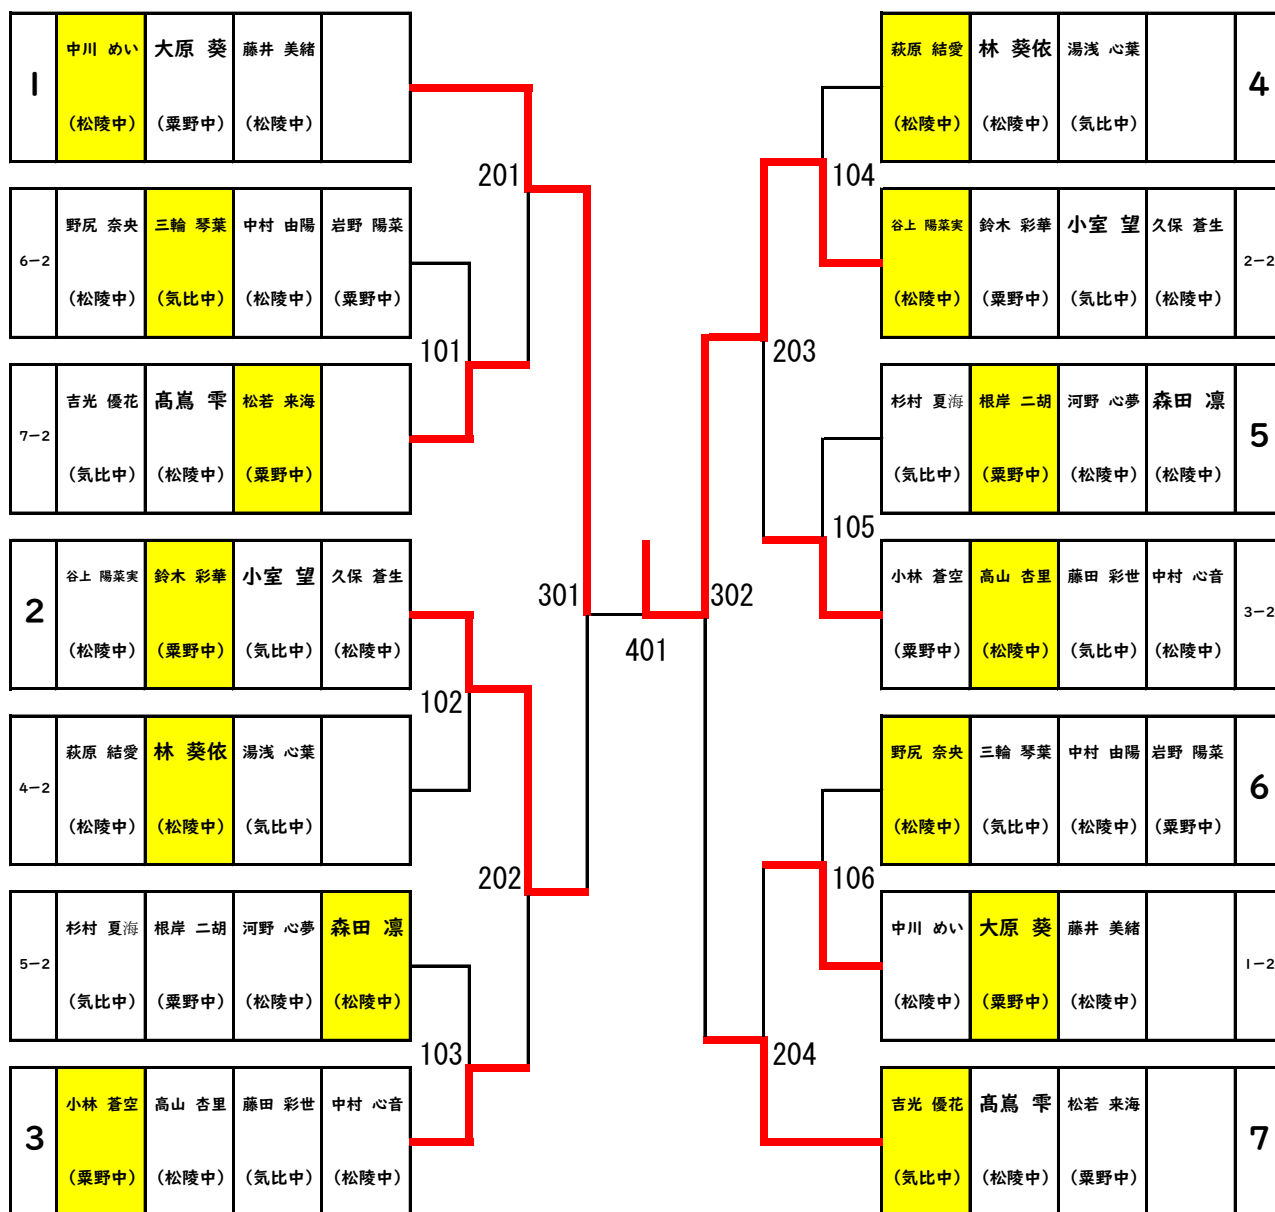 1
中川 めい 大原 葵 藤井 美緒
(松陵中) (粟野中) (松陵中)
6-2
野尻 奈央 三輪 琴葉 中村 由陽 岩野 陽菜
(松陵中) (気比中) (松陵中) (粟野中)
7-2
吉光 優花 髙嶌 雫 松若 来海
(気比中) (松陵中) (粟野中)
2
谷上 陽菜実 鈴木 彩華 小室 望 久保 蒼生
(松陵中) (粟野中) (気比中) (松陵中)
4-2
萩原 結愛 林 葵依 湯浅 心葉
(松陵中) (松陵中) (気比中)
5-2
杉村 夏海 根岸 二胡 河野 心夢 森田 凛
(気比中) (粟野中) (松陵中) (松陵中)
3
小林 蒼空 高山 杏里 藤田 彩世 中村 心音
(粟野中) (松陵中) (気比中) (松陵中)
201
101
102
202
103
301
401
302
104
203
105
106
204
萩原 結愛 林 葵依 湯浅 心葉
(松陵中) (松陵中) (気比中)
4
谷上 陽菜実 鈴木 彩華 小室 望 久保 蒼生
(松陵中) (粟野中) (気比中) (松陵中)
2-2
杉村 夏海 根岸 二胡 河野 心夢 森田 凛
(気比中) (粟野中) (松陵中) (松陵中)
5
小林 蒼空 高山 杏里 藤田 彩世 中村 心音
(粟野中) (松陵中) (気比中) (松陵中)
3-2
野尻 奈央 三輪 琴葉 中村 由陽 岩野 陽菜
(松陵中) (気比中) (松陵中) (粟野中)
6
中川 めい 大原 葵 藤井 美緒
(松陵中) (粟野中) (松陵中)
1-2
吉光 優花 髙嶌 雫 松若 来海
(気比中) (松陵中) (粟野中)
7